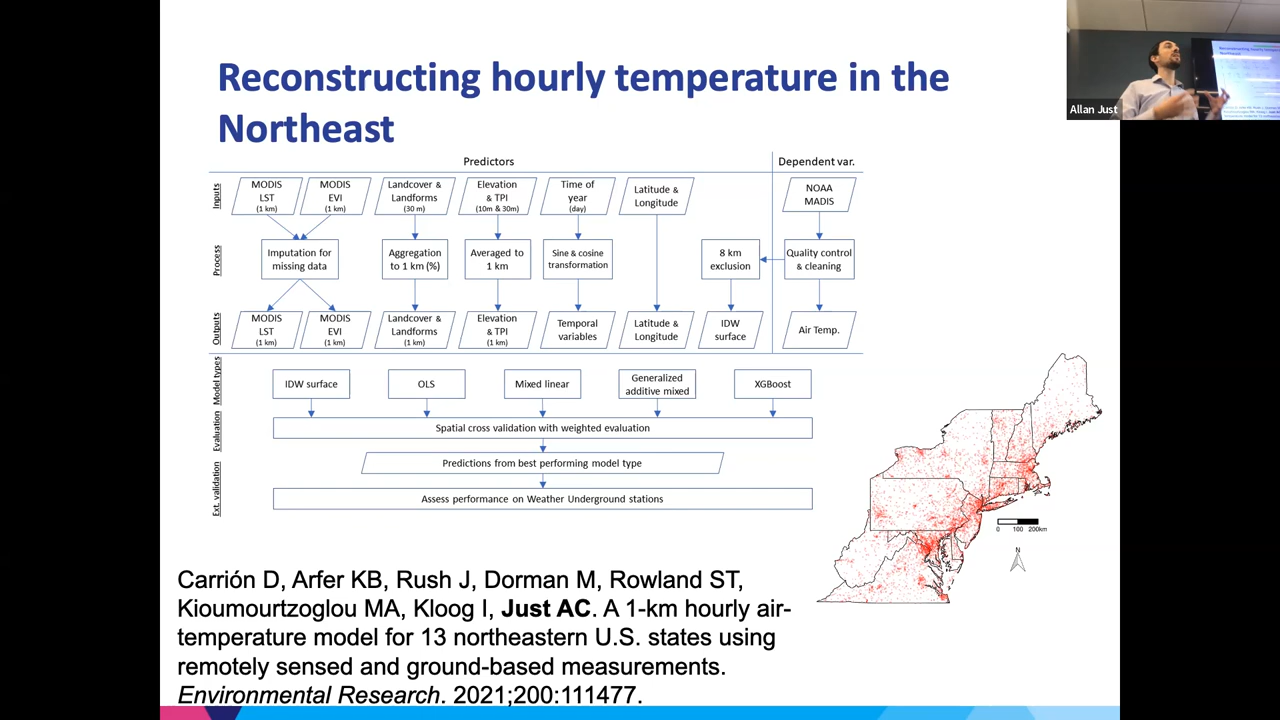 Reconstructing hourly temperature in the
Northeast
Allan Just
Predictors
Dependent var.
Inputs
MODIS
LST
(1 km)
MODIS
EVI
(1 km)
Landcover &
Landforms
(30 m)
Elevation
& TPI
(10m & 30m)
Time of
year
(day)
Latitude &
Longitude
NOAA
MADIS
Process
Imputation for
missing data
Aggregation
to 1 km (%)
Averaged to
1 km
Sine & cosine
transformation
8 km
exclusion
Quality control
& cleaning
Outputs
MODIS
LST
(1 km)
MODIS
EVI
(1 km)
Landcover &
Landforms
(1 km)
Elevation
& TPI
(1 km)
Temporal
variables
Latitude &
Longitude
IDW
surface
Air Temp.
Model types
IDW surface
OLS
Mixed linear
Generalized
additive mixed
XGBoost
Evaluation
Spatial cross validation with weighted evaluation
Predictions from best performing model type
Ext. validation
Assess performance on Weather Underground stations
0 100 200km
N
Carrión D, Arfer KB, Rush J, Dorman M, Rowland ST,
Kioumourtzoglou MA, Kloog I, Just AC. A 1-km hourly air-
temperature model for 13 northeastern U.S. states using
remotely sensed and ground-based measurements.
Environmental Research. 2021;200:111477.